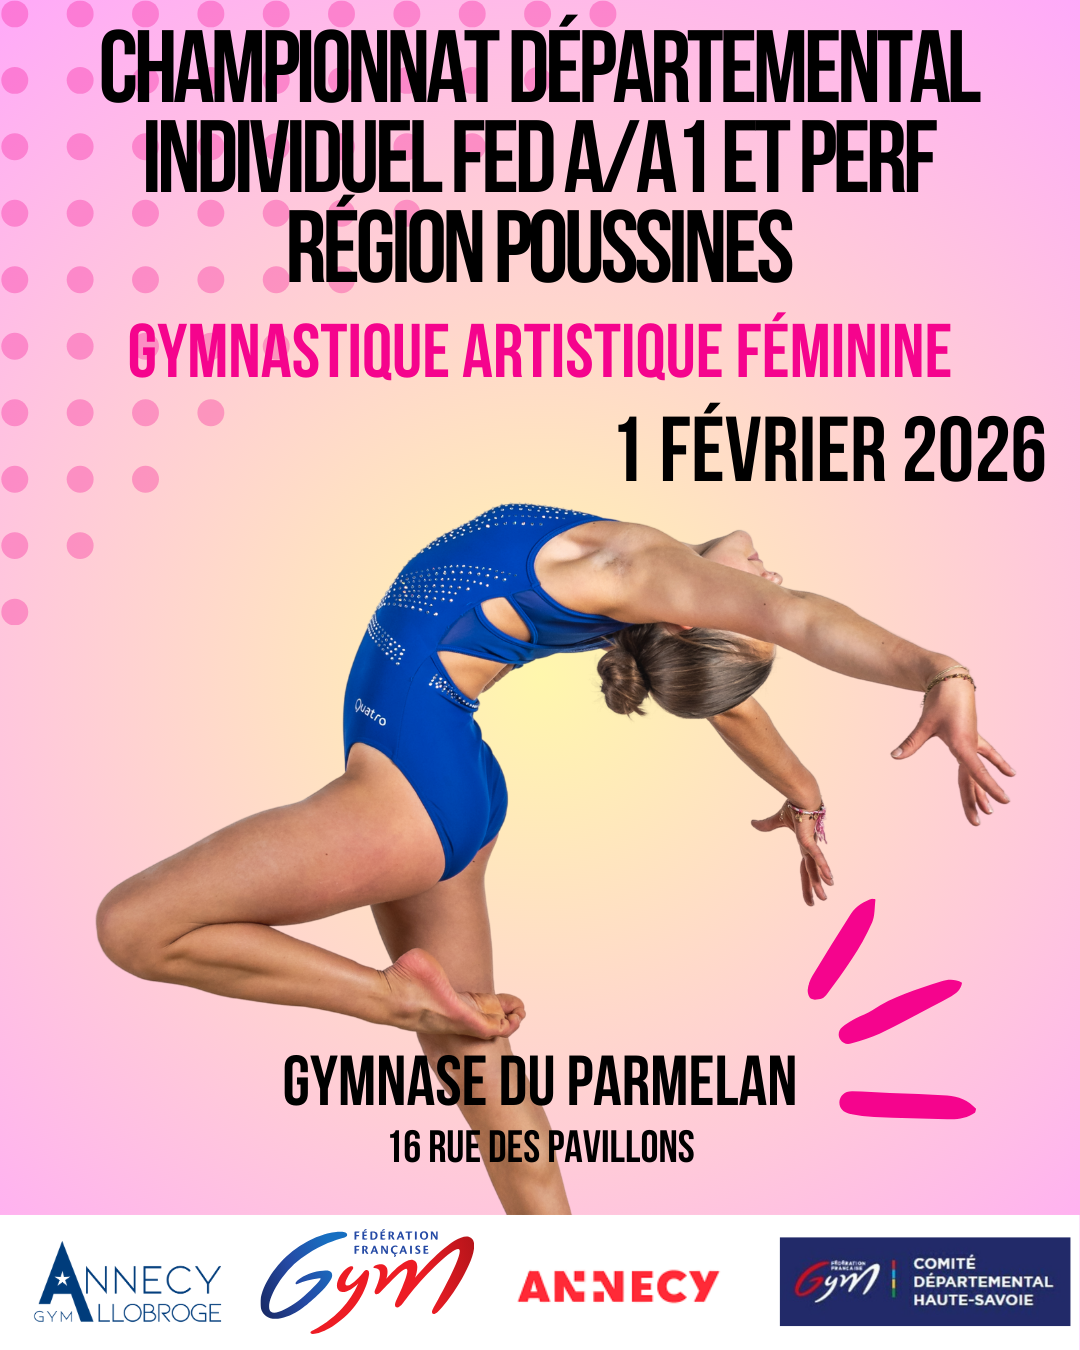 CHAMPIONNAT DÉPARTEMENTAL
INDIVIDUEL FED A/A1 ET PERF
RÉGION POUSSINES
GYMNASTIQUE ARTISTIQUE FÉMININE
1 FÉVRIER 2026
Quatro
GYMNASE DU PARMELAN
16 RUE DES PAVILLONS
ANNECY
GYM ALLOBROGE
FÉDÉRATION
FRANÇAISE
Gym
ANNECY
FÉDÉRATION
FRANÇAISE
Gym
COMITÉ
DÉPARTEMENTAL
HAUTE-SAVOIE